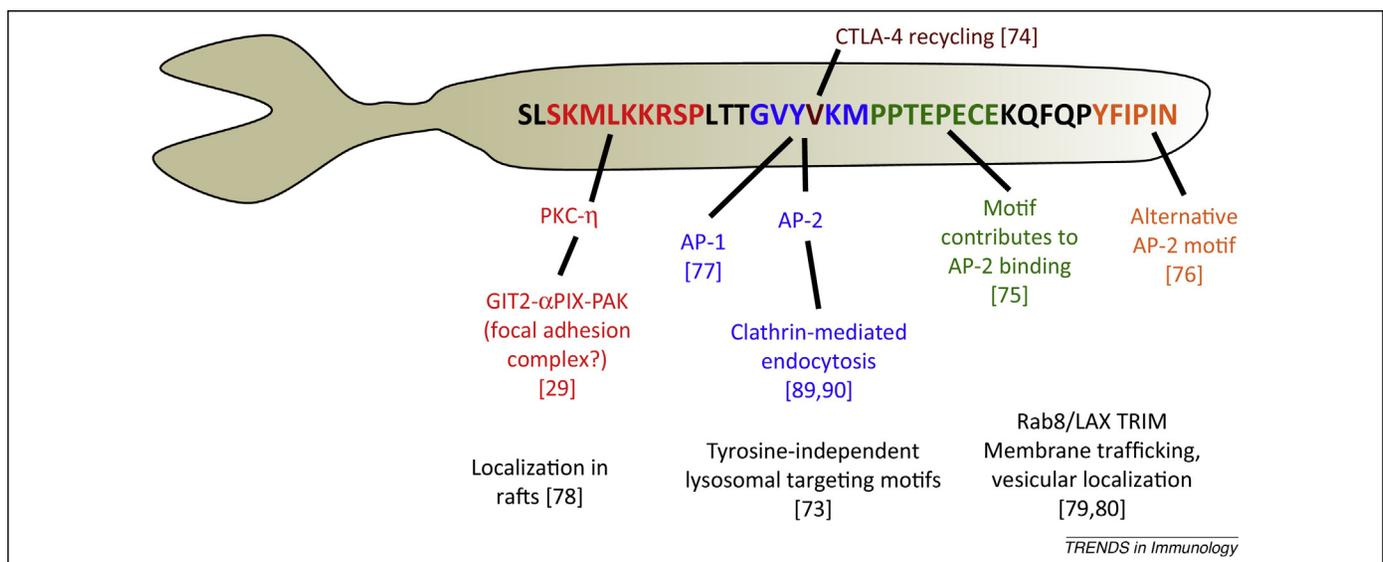 CTLA-4 recycling [74]
SLSKMLKKRSPLTTGVYVKMPPTEPECEKQFQPYFIPIN
PKC-η
GIT2-αPIX-PAK
(focal adhesion
complex?)
[29]
AP-1
[77]
AP-2
Clathrin-mediated
endocytosis
[89,90]
Motif
contributes to
AP-2 binding
[75]
Alternative
AP-2 motif
[76]
Localization in
rafts [78]
Tyrosine-independent
lysosomal targeting motifs
[73]
Rab8/LAX TRIM
Membrane trafficking,
vesicular localization
[79,80]
TRENDS in Immunology